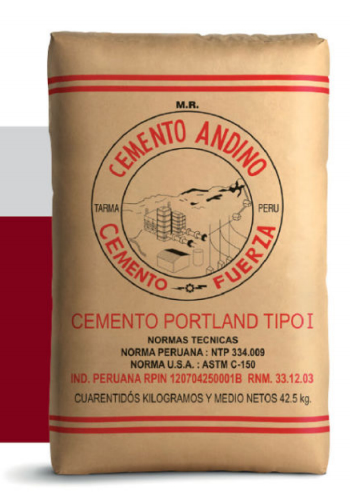 M.R.
CEMENTO ANDINO
TARMA
PERU
CEMENTO FUERZA
CEMENTO PORTLAND TIPO I
NORMAS TECNICAS
NORMA PERUANA : NTP 334.009
NORMA U.S.A. : ASTM C-150
IND. PERUANA RPIN 120704250001B RNM. 33.12.03
CUARENTIDÓS KILOGRAMOS Y MEDIO NETOS 42.5 kg.